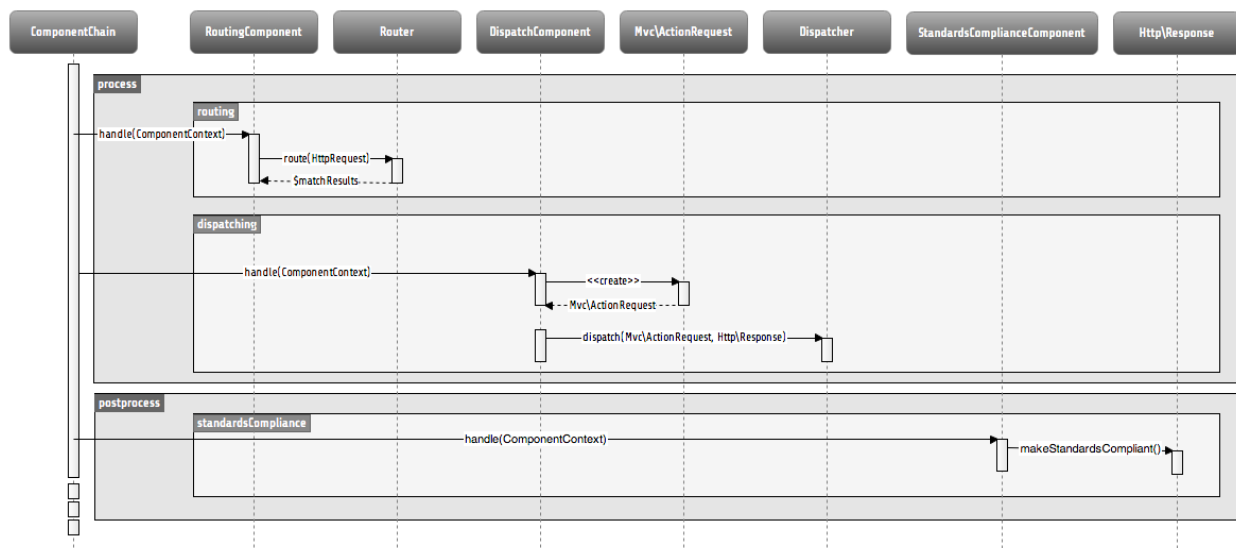 ComponentChain
RoutingComponent
Router
DispatchComponent
Mvc\ActionRequest
Dispatcher
StandardsComplianceComponent
Http\Response
process
routing
handle(ComponentContext)
route(HttpRequest)
$matchResults
dispatching
handle(ComponentContext)
<<create>>
Mvc\ActionRequest
dispatch(Mvc\ActionRequest, Http\Response)
postprocess
standardsCompliance
handle(ComponentContext)
makeStandardsCompliant()